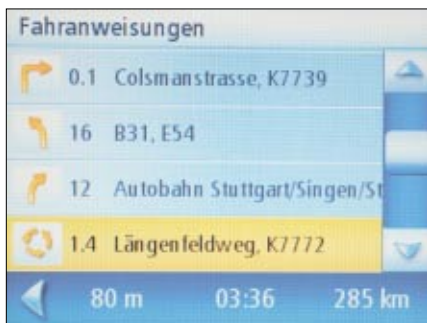 Fahranweisungen
0.1 Colsmanstrasse, K7739
16 B31, E54
12 Autobahn Stuttgart/Singen/St
1.4 Längenfeldweg, K7772
80 m 03:36 285 km